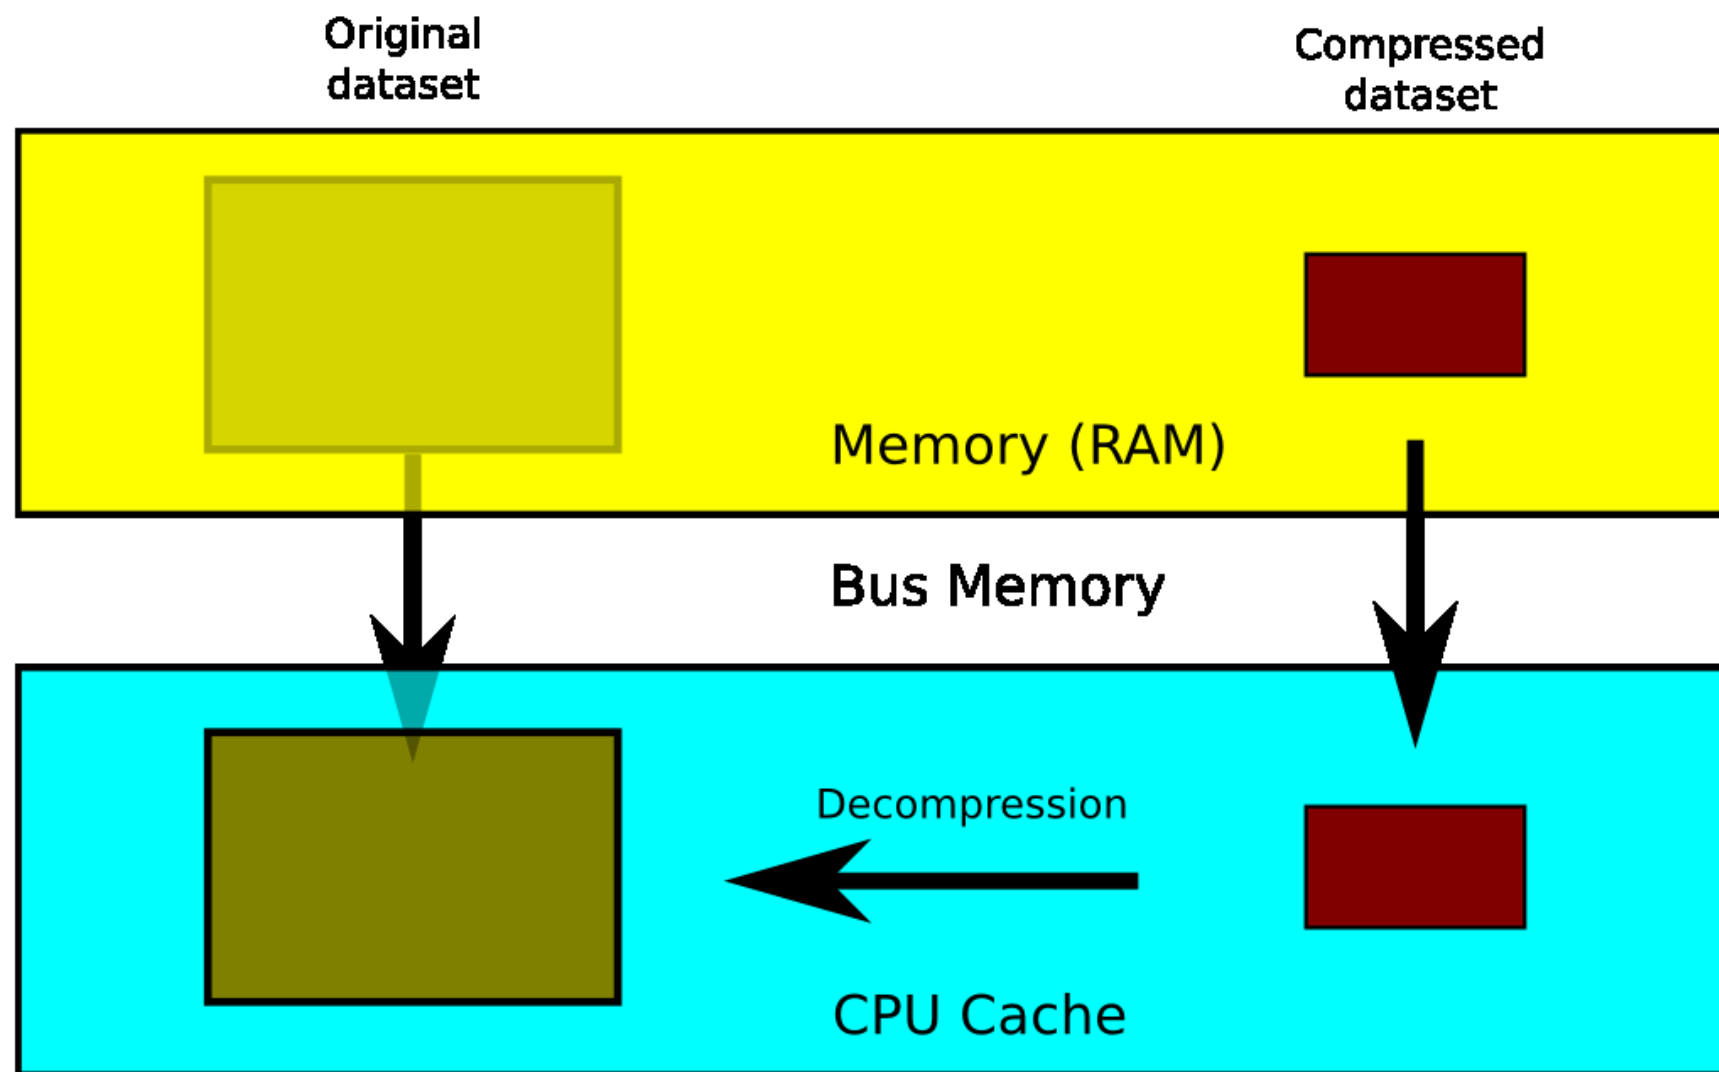 Original
dataset
Compressed
dataset
Memory (RAM)
Bus Memory
Decompression
CPU Cache